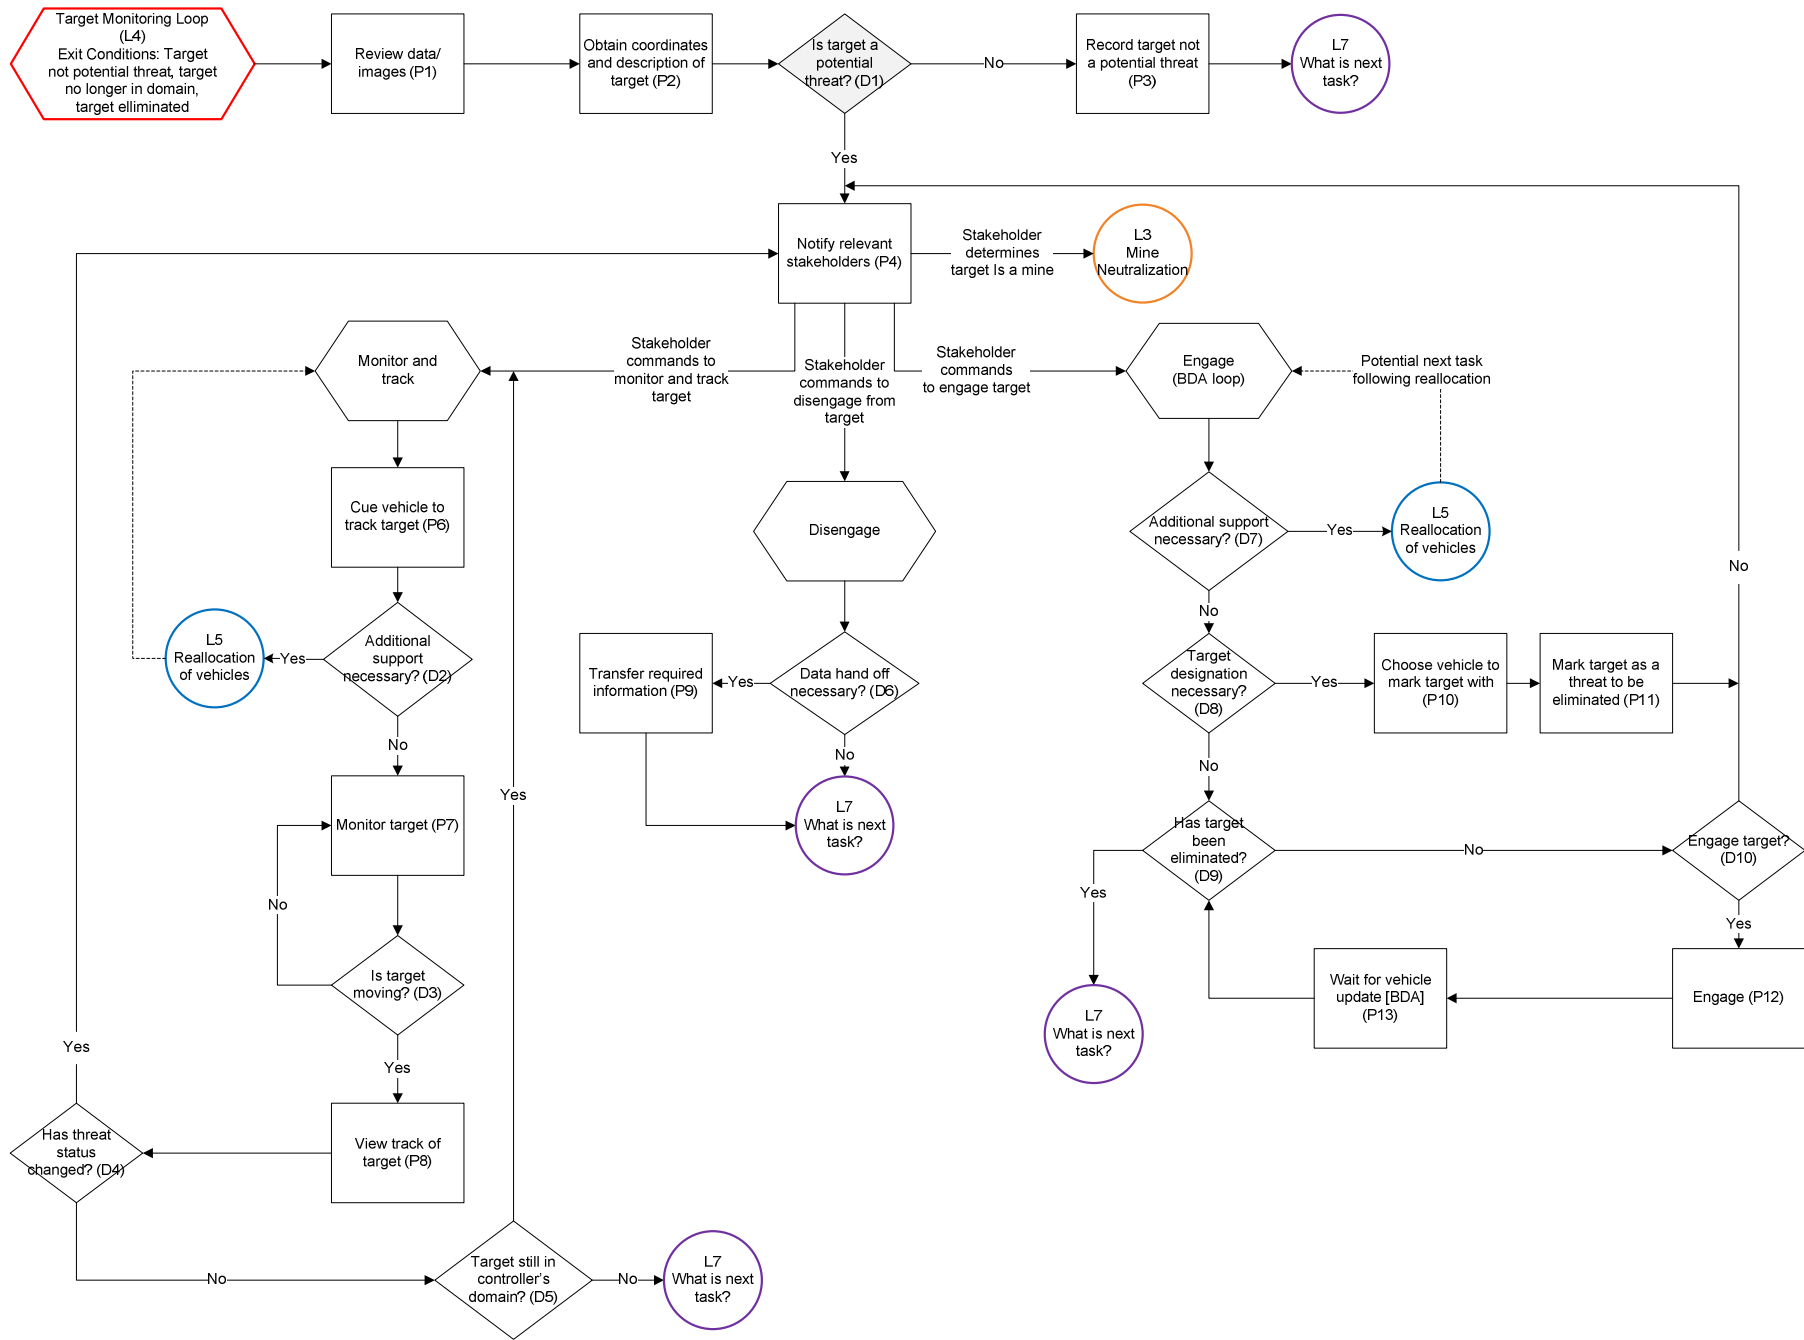 Target Monitoring Loop
(L4)
Exit Conditions: Target
not potential threat, target
no longer in domain,
target elliminated
Review data/
images (P1)
Obtain coordinates
and description of
target (P2)
Is target a
potential
threat? (D1)
No
Record target not
a potential threat
(P3)
L7
What is next
task?
Yes
Notify relevant
stakeholders (P4)
Stakeholder
determines
target Is a mine
L3
Mine
Neutralization
Monitor and
track
Stakeholder
commands to
monitor and track
target
Stakeholder
commands to
disengage from
target
Stakeholder
commands
to engage target
Engage
(BDA loop)
Potential next task
following reallocation
Cue vehicle to
track target (P6)
Disengage
Additional support
necessary? (D7)
Yes
L5
Reallocation
of vehicles
No
No
L5
Reallocation
of vehicles
Yes
Additional
support
necessary? (D2)
Transfer required
information (P9)
Yes
Data hand off
necessary? (D6)
Target
designation
necessary?
(D8)
Yes
Choose vehicle to
mark target with
(P10)
Mark target as a
threat to be
eliminated (P11)
No
No
No
Yes
Monitor target (P7)
L7
What is next
task?
Has target
been
eliminated?
(D9)
No
Engage target?
(D10)
Yes
Yes
No
Is target
moving? (D3)
Wait for vehicle
update [BDA]
(P13)
Engage (P12)
L7
What is next
task?
Yes
Yes
Has threat
status
changed? (D4)
View track of
target (P8)
No
Target still in
controller's
domain? (D5)
No
L7
What is next
task?